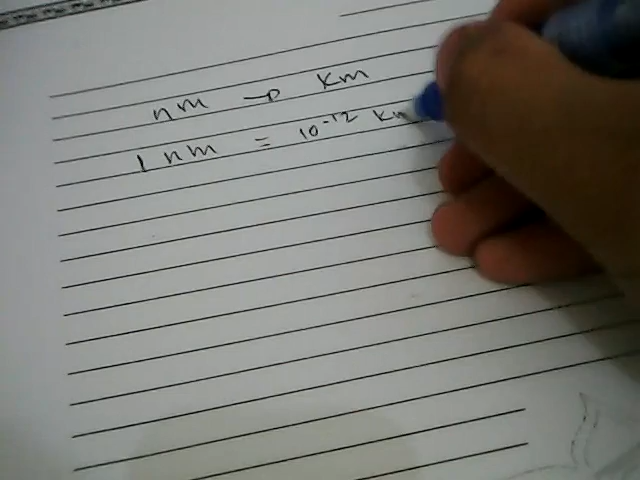 nm → km
1 nm = 10⁻¹² km